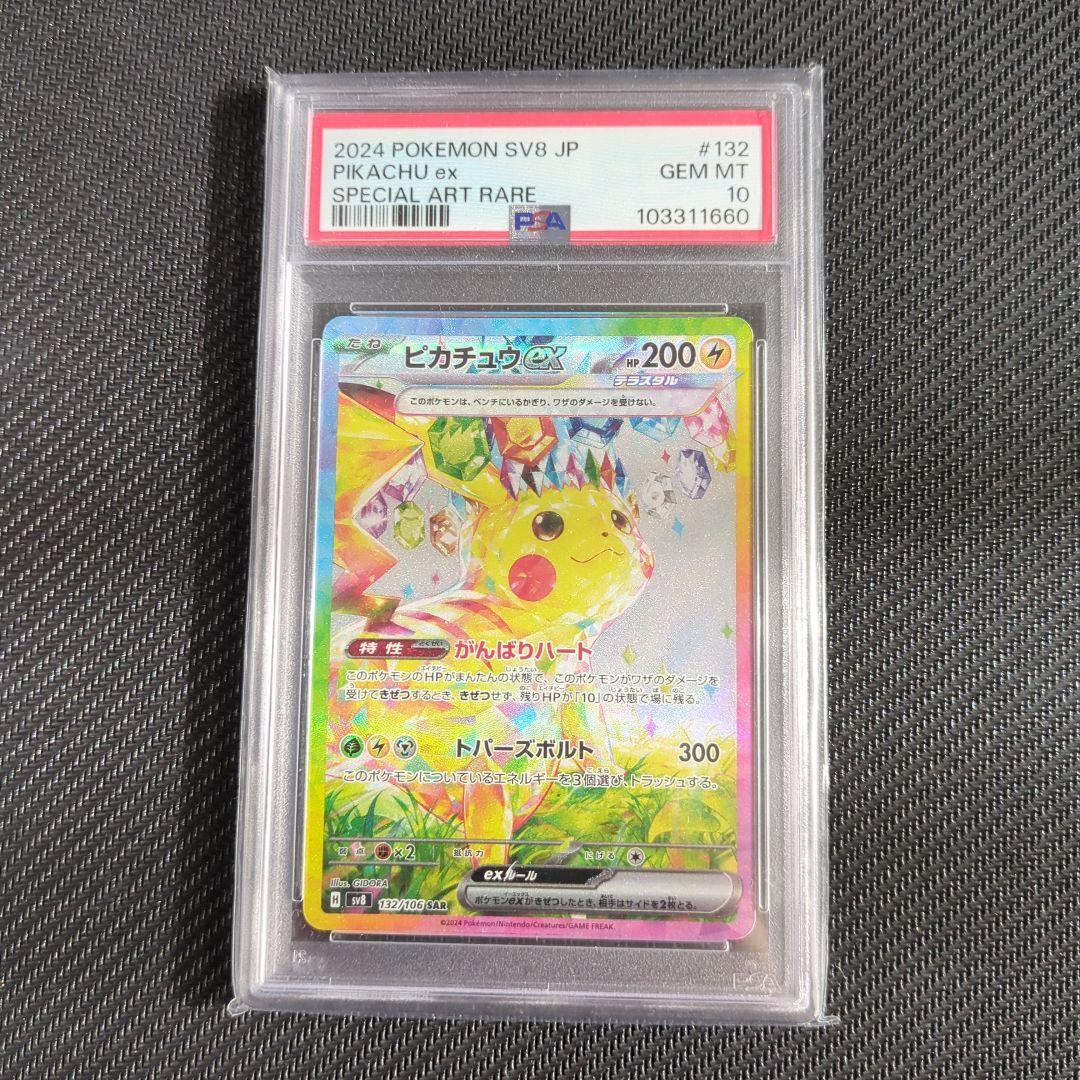 2024 POKEMON SV8 JP #132
PIKACHU ex GEM MT
SPECIAL ART RARE 10
PSA 103311660
たね ピカチュウex HP200
テラスタル
このポケモンは、ベンチにいるかぎり、ワザのダメージを受けない。
特性 とくせい がんばりハート
このポケモンのHPがまんたんの状態で、このポケモンがワザのダメージを
受けてきぜつするとき、きぜつせず、残りHPが「10」の状態で場に残る。
トパーズボルト 300
このポケモンについているエネルギーを3個選び、トラッシュする。
弱点 ×2 抵抗力 にげる
exルール
ポケモンexがきぜつしたとき、相手はサイドを2枚とる。
Illus. GIDORA
H sv8 132/106 SAR
©2024 Pokémon/Nintendo/Creatures/GAME FREAK.
PSA